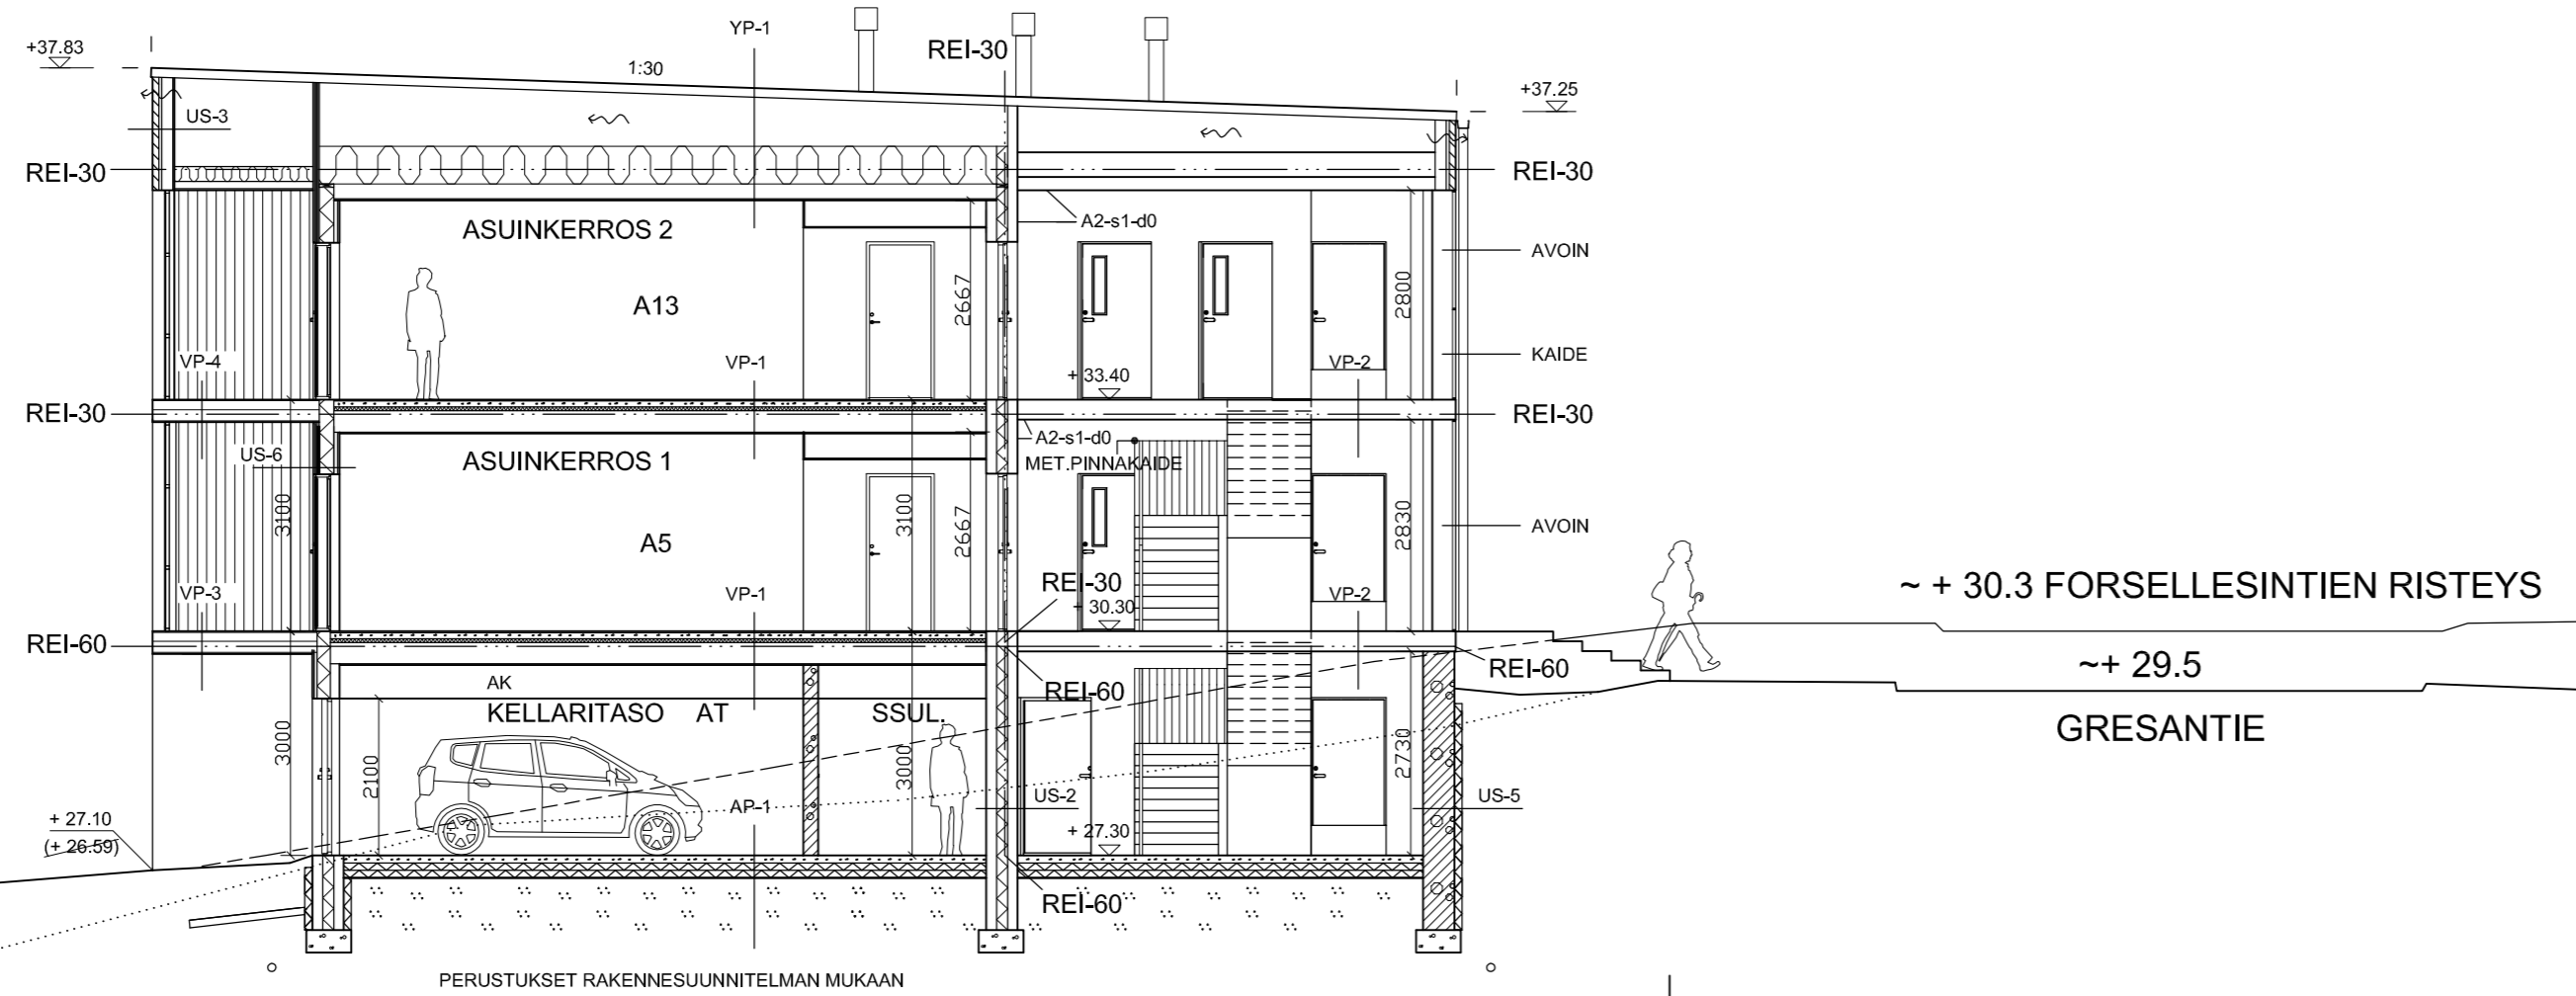 YP-1
REI-30
+37.83
1:30
+37.25
US-3
REI-30
REI-30
ASUINKERROS 2
A2-s1-d0
AVOIN
A13
2667
2800
VP-4
VP-1
VP-2
KAIDE
+ 33.40
REI-30
REI-30
US-6
ASUINKERROS 1
A2-s1-d0
MET.PINNAKAIDE
3100
A5
3100
2667
2830
AVOIN
VP-3
VP-1
REI-30
+ 30.30
VP-2
~ + 30.3 FORSELLESINTIEN RISTEYS
REI-60
REI-60
~+ 29.5
AK
REI-60
KELLARITASO AT
SSUL.
GRESANTIE
3000
2100
3000
2730
AP-1
US-2
US-5
+ 27.10
(+ 26.59)
+ 27.30
REI-60
PERUSTUKSET RAKENNESUUNNITELMAN MUKAAN